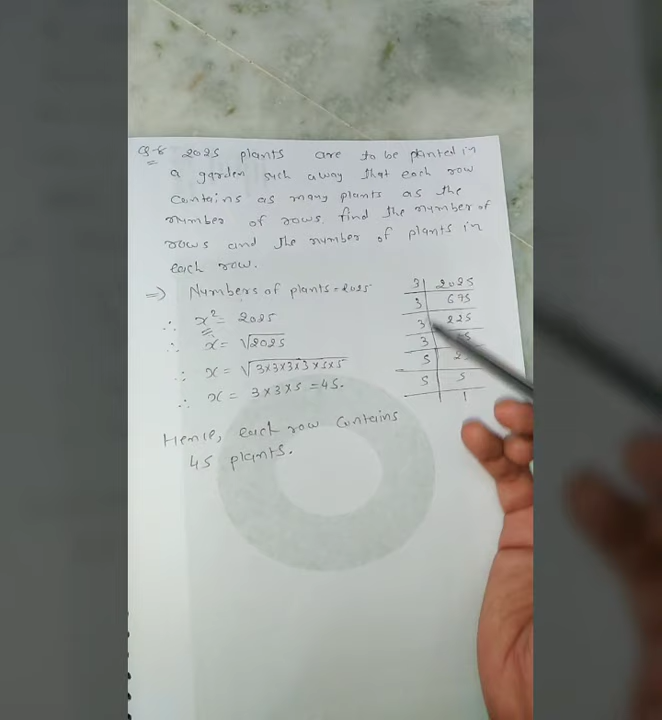 Q-8 2025 plants are to be planted in
a garden such a way that each row
contains as many plants as the
number of rows. find the number of
rows and the number of plants in
each row.
⇒ Numbers of plants = 2025
∴ x² = 2025
∴ x = √2025
∴ x = √3×3×3×3×5×5
∴ x = 3×3×5 = 45.
Hence, each row contains
45 plants.
3 2025
3 675
3 225
3
5 25
5 5
1